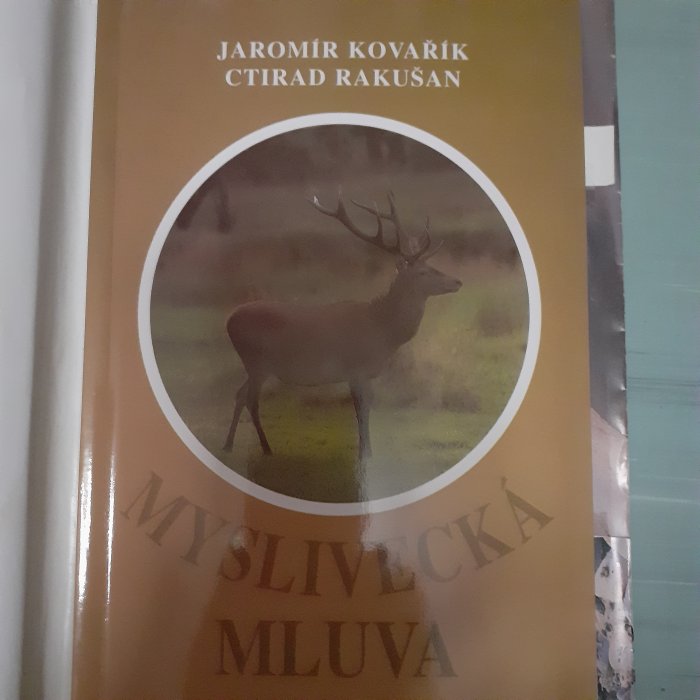 JAROMÍR KOVAŘÍK
CTIRAD RAKUŠAN
MYSLIVECKÁ
MLUVA